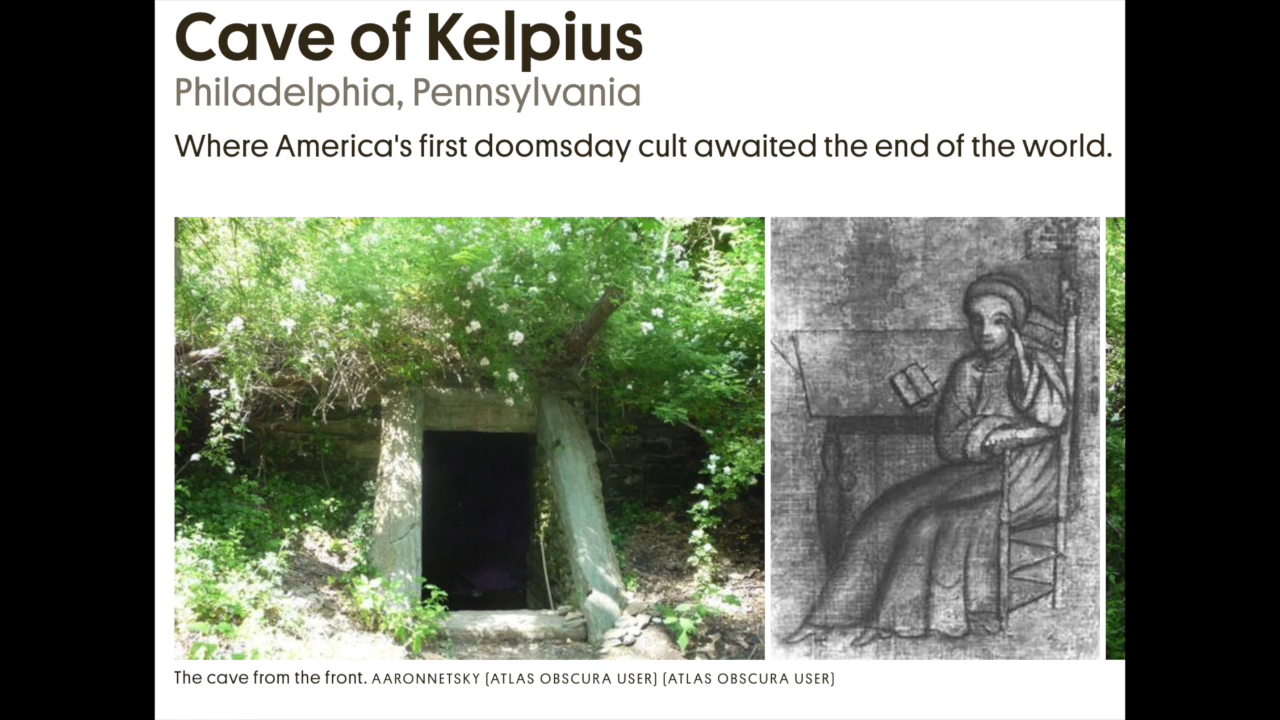 Cave of Kelpius
Philadelphia, Pennsylvania
Where America's first doomsday cult awaited the end of the world.
The cave from the front. AARONNETSKY (ATLAS OBSCURA USER) (ATLAS OBSCURA USER)